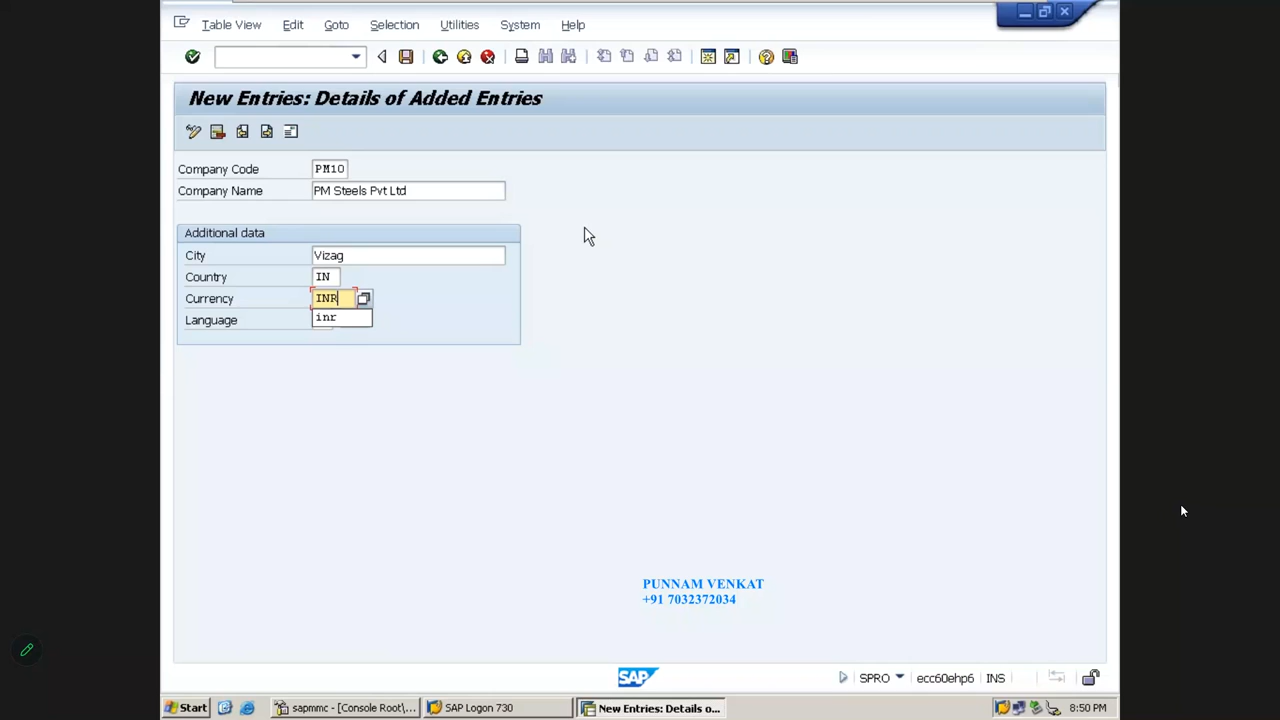 Table View Edit Goto Selection Utilities System Help
New Entries: Details of Added Entries
Company Code PM10
Company Name PM Steels Pvt Ltd
Additional data
City Vizag
Country IN
Currency INR
inr
Language
PUNNAM VENKAT
+91 7032372034
SAP
SPRO ecc60ehp6 INS
Start sapmmc - [Console Root\... SAP Logon 730 New Entries: Details o... 8:50 PM